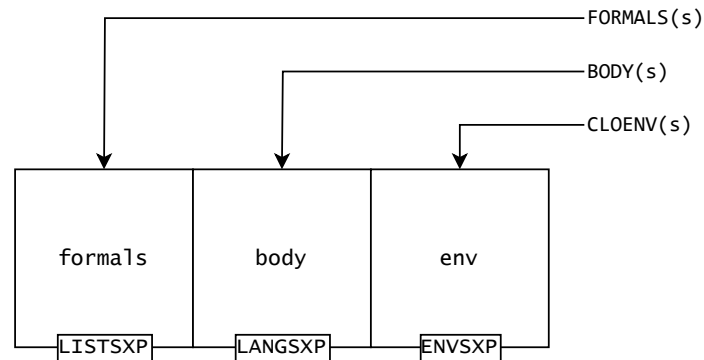 FORMALS(s)
BODY(s)
CLOENV(s)
formals body env
LISTSXP LANGSXP ENVSXP